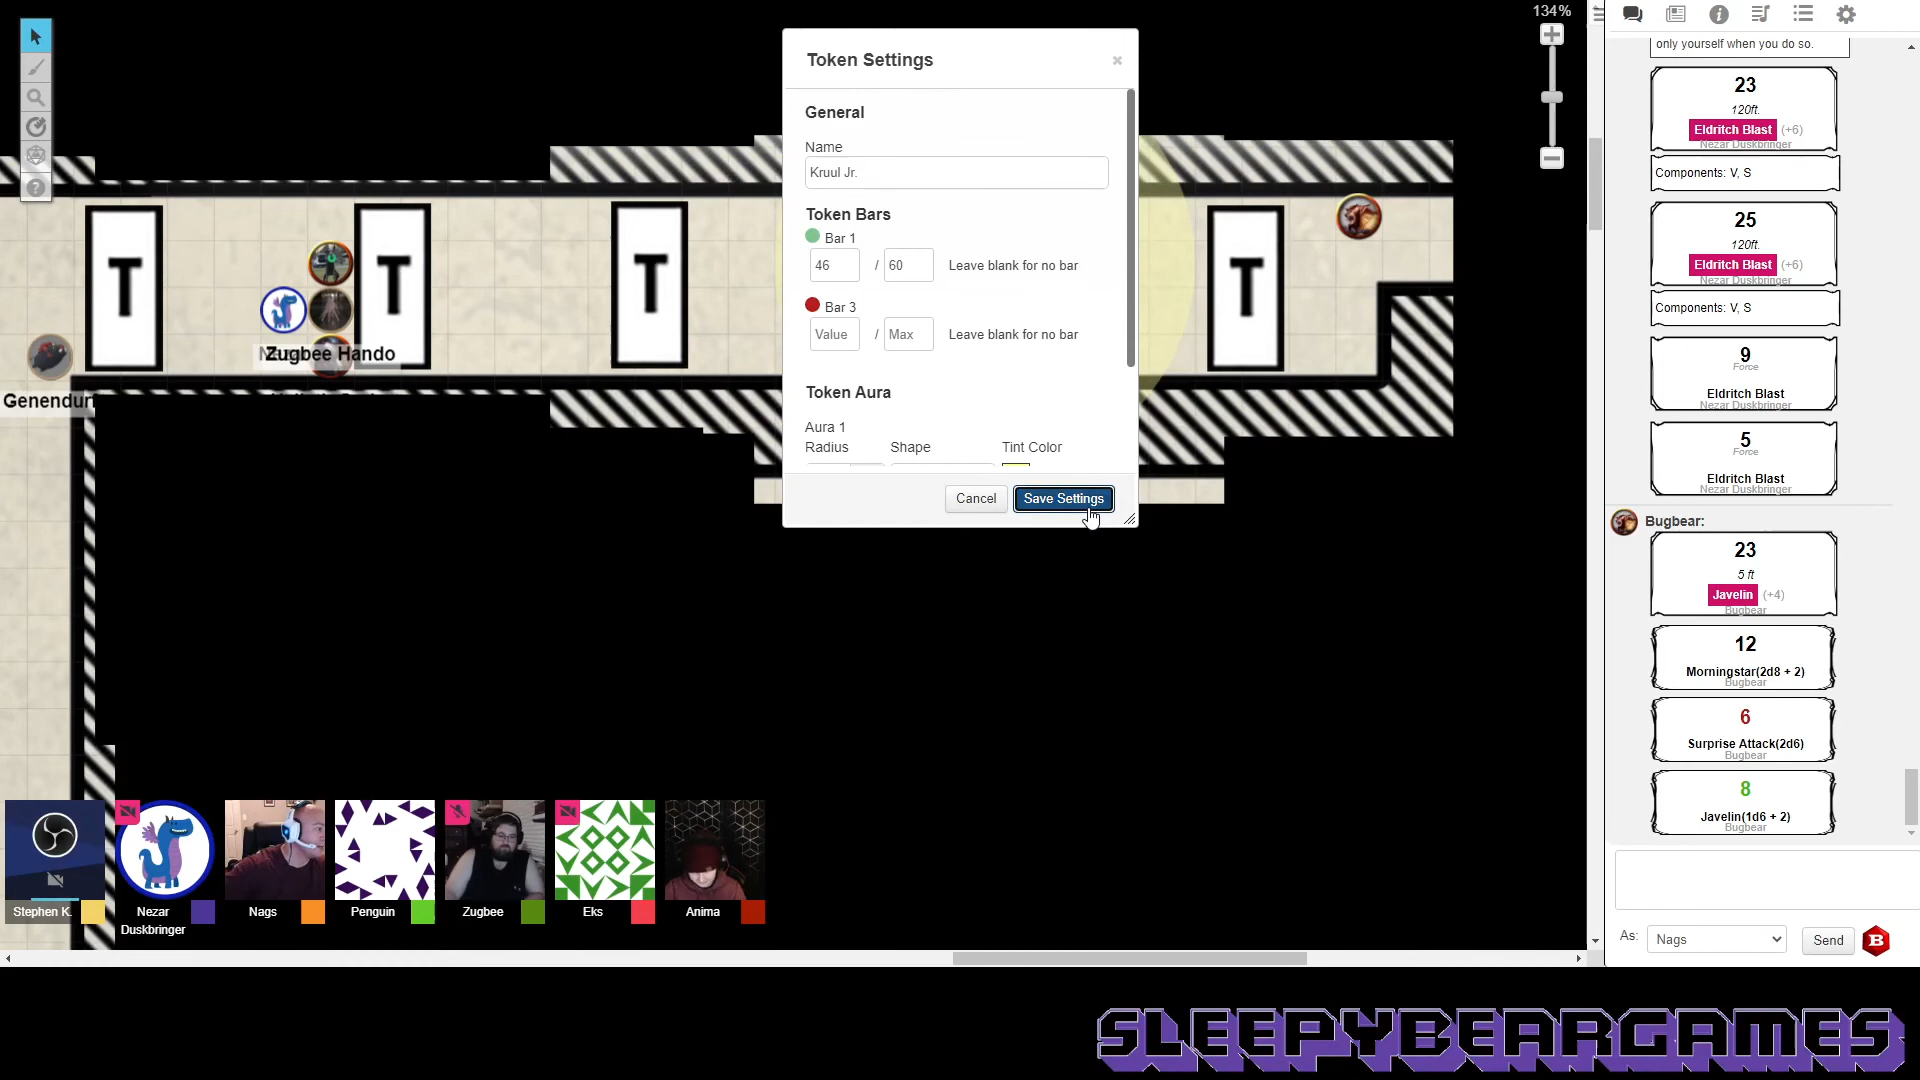 134%
Token Settings
×
General
Name
Kruul Jr.
Token Bars
Bar 1
46 / 60 Leave blank for no bar
Bar 3
Value / Max Leave blank for no bar
Token Aura
Aura 1
Radius Shape Tint Color
Cancel Save Settings
T
T
T
T
Zugbee Hando
Genendur
Stephen K.
Nezar
Duskbringer
Nags
Penguin
Zugbee
Eks
Anima
only yourself when you do so.
23
120ft.
Eldritch Blast (+6)
Nezar Duskbringer
Components: V, S
25
120ft.
Eldritch Blast (+6)
Nezar Duskbringer
Components: V, S
9
Force
Eldritch Blast
Nezar Duskbringer
5
Force
Eldritch Blast
Nezar Duskbringer
Bugbear:
23
5 ft
Javelin (+4)
Bugbear
12
Morningstar(2d8 + 2)
Bugbear
6
Surprise Attack(2d6)
Bugbear
8
Javelin(1d6 + 2)
Bugbear
As: Nags Send
B
SLEEPYBEARGAMES